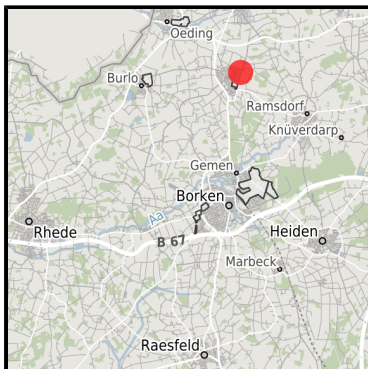 Oeding
Burlo
Ramsdorf
Knüverdarp
Gemen
Borken
Aa
Rhede
B 67
Heiden
Marbeck
Raesfeld